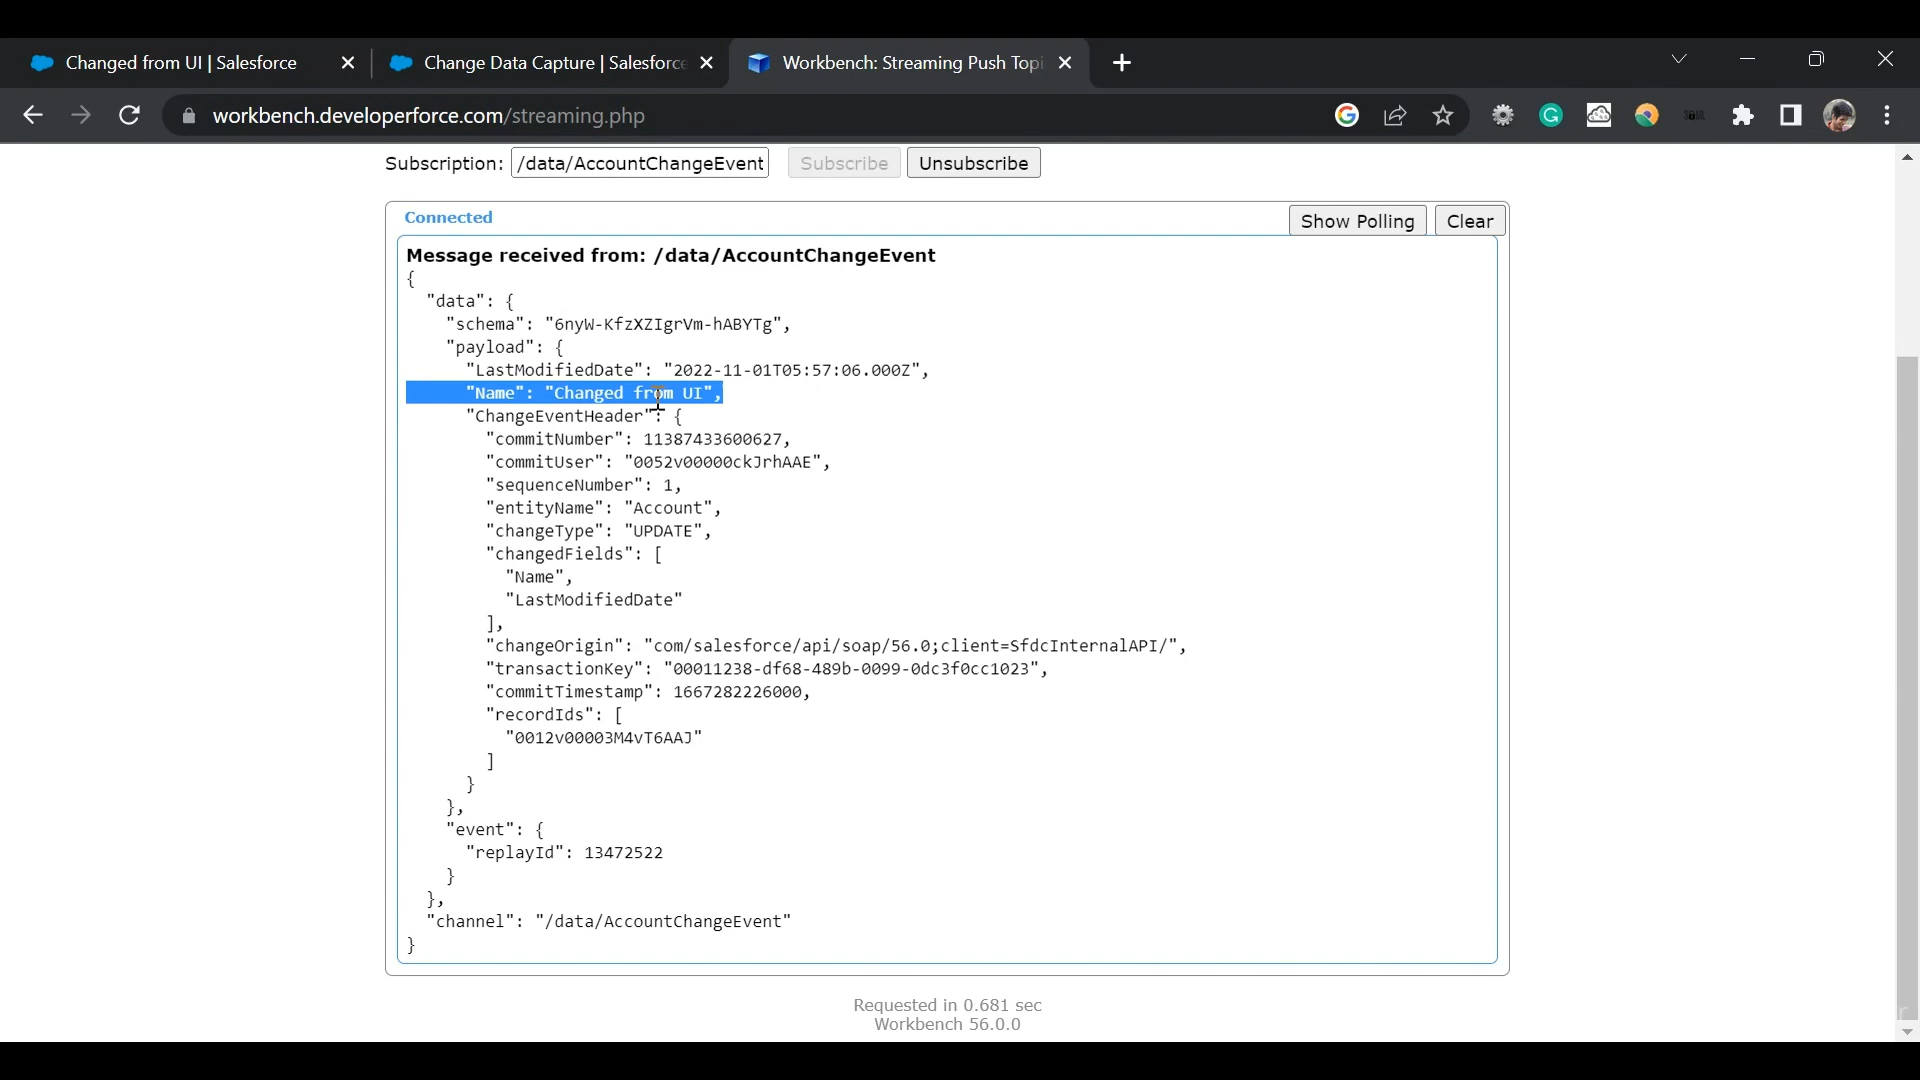 Changed from UI | Salesforce
Change Data Capture | Salesforce
Workbench: Streaming Push Topi
workbench.developerforce.com/streaming.php
Subscription: /data/AccountChangeEvent Subscribe Unsubscribe
Connected
Show Polling Clear
Message received from: /data/AccountChangeEvent
{
"data": {
"schema": "6nyW-KfzXZIgrVm-hABYTg",
"payload": {
"LastModifiedDate": "2022-11-01T05:57:06.000Z",
"Name": "Changed from UI",
"ChangeEventHeader": {
"commitNumber": 11387433600627,
"commitUser": "0052v00000ckJrhAAE",
"sequenceNumber": 1,
"entityName": "Account",
"changeType": "UPDATE",
"changedFields": [
"Name",
"LastModifiedDate"
],
"changeOrigin": "com/salesforce/api/soap/56.0;client=SfdcInternalAPI/",
"transactionKey": "00011238-df68-489b-0099-0dc3f0cc1023",
"commitTimestamp": 1667282226000,
"recordIds": [
"0012v00003M4vT6AAJ"
]
}
},
"event": {
"replayId": 13472522
}
},
"channel": "/data/AccountChangeEvent"
}
Requested in 0.681 sec
Workbench 56.0.0